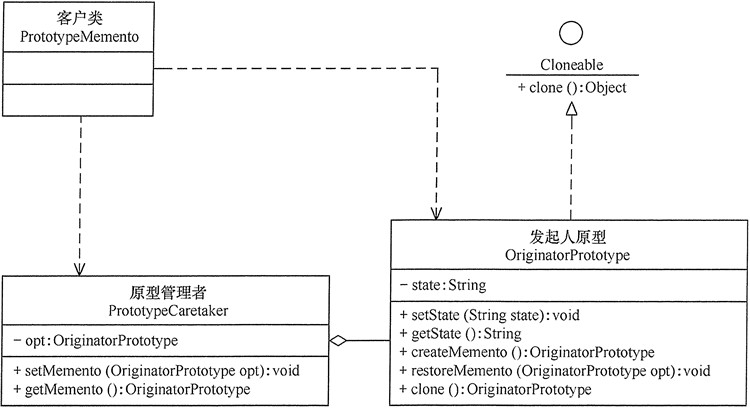 客户类
PrototypeMemento
Cloneable
+ clone ():Object
发起人原型
OriginatorPrototype
- state:String
+ setState (String state):void
+ getState ():String
+ createMemento ():OriginatorPrototype
+ restoreMemento (OriginatorPrototype opt):void
+ clone ():OriginatorPrototype
原型管理者
PrototypeCaretaker
- opt:OriginatorPrototype
+ setMemento (OriginatorPrototype opt):void
+ getMemento ():OriginatorPrototype